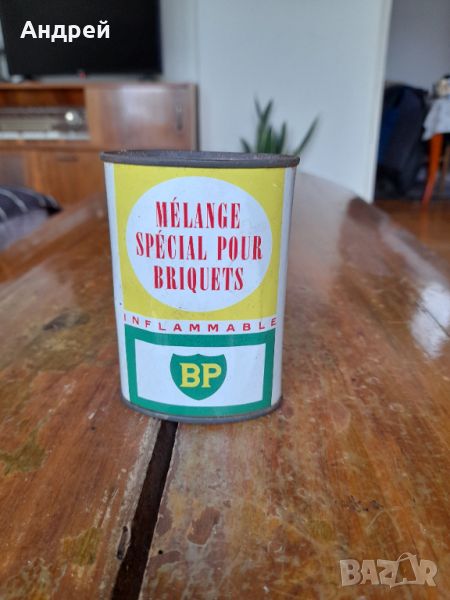 Андрей
MÉLANGE
SPÉCIAL POUR
BRIQUETS
INFLAMMABLE
BP
BAZAR